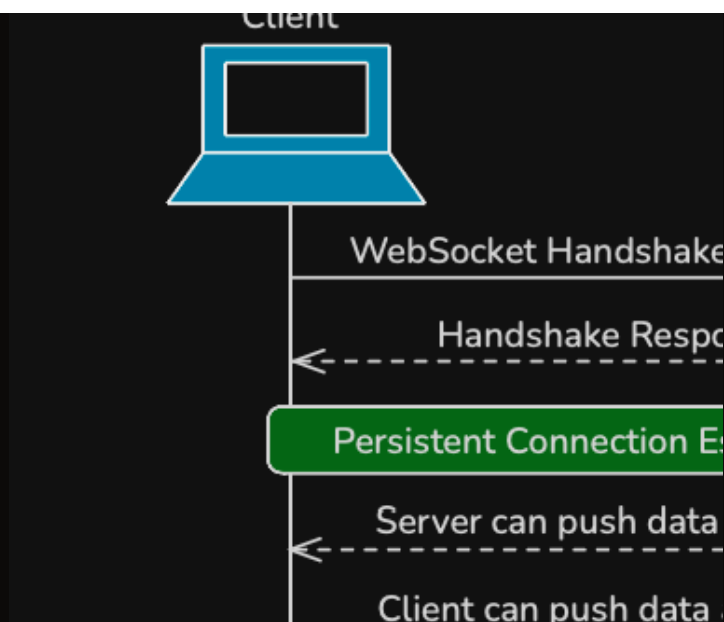 Client
WebSocket Handshake
Handshake Respo
Persistent Connection Es
Server can push data
Client can push data